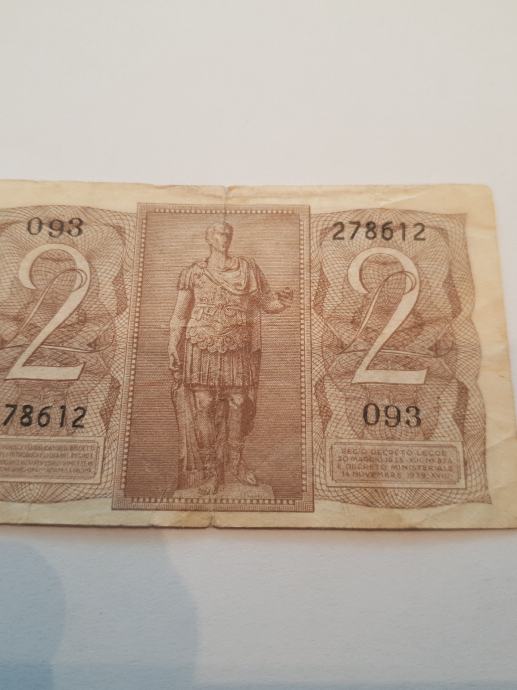 093
278612
2
2
78612
093
REGIO DECRETO LEGGE
20 MAGGIO 1935 XIII N. 874
E DECRETO MINISTERIALE
14 NOVEMBRE 1939-XVIII